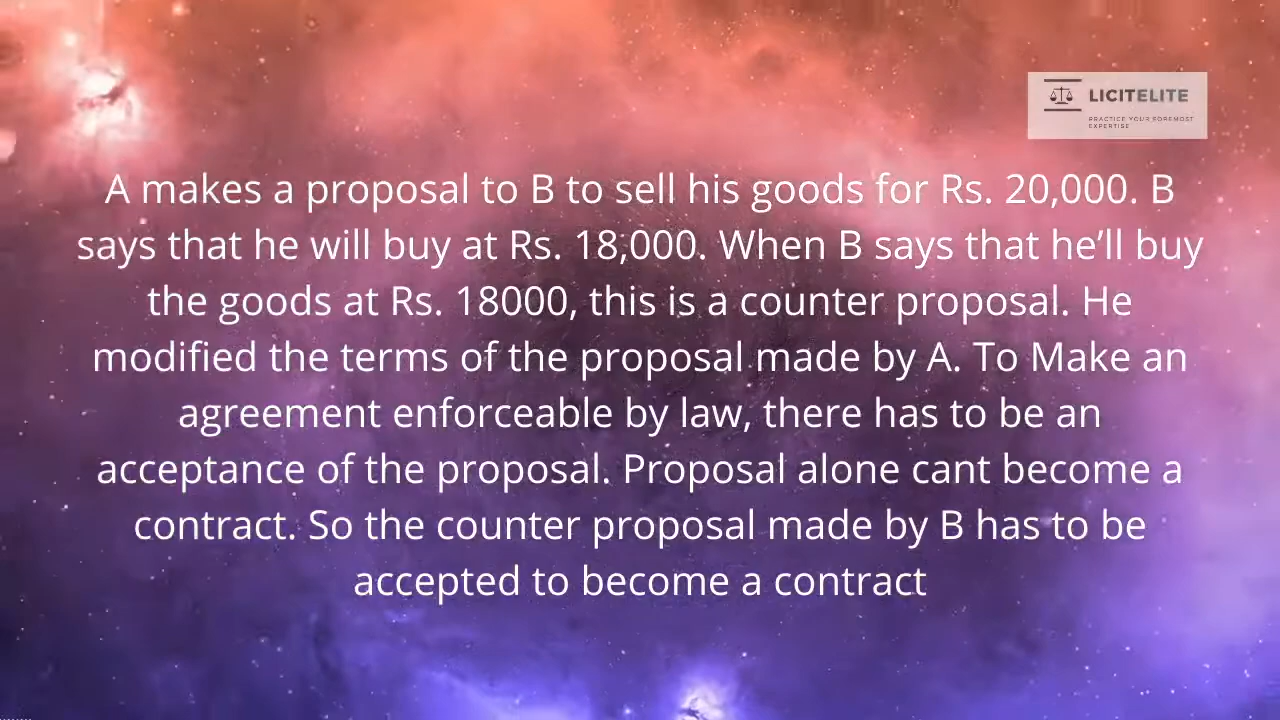 LICITELITE
PRACTICE YOUR FOREMOST
EXPERTISE
A makes a proposal to B to sell his goods for Rs. 20,000. B
says that he will buy at Rs. 18,000. When B says that he’ll buy
the goods at Rs. 18000, this is a counter proposal. He
modified the terms of the proposal made by A. To Make an
agreement enforceable by law, there has to be an
acceptance of the proposal. Proposal alone cant become a
contract. So the counter proposal made by B has to be
accepted to become a contract